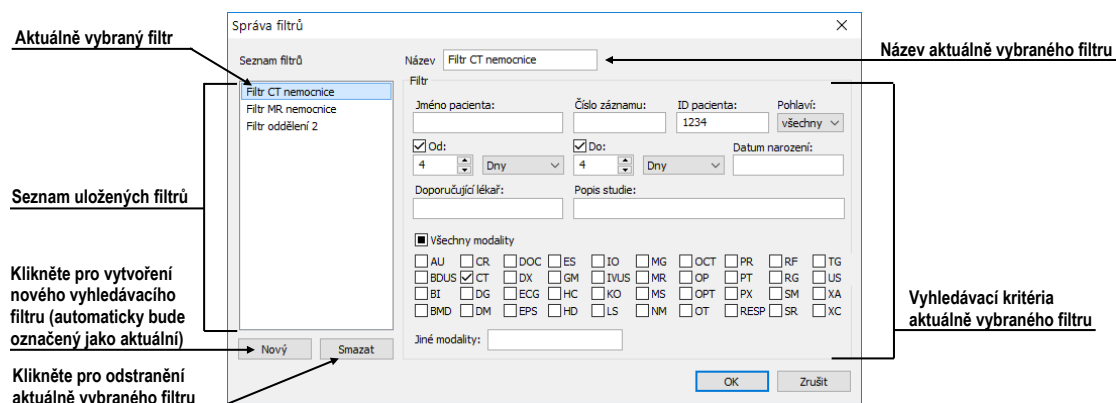 Správa filtrů
Aktuálně vybraný filtr
Seznam filtrů
Název
Filtr CT nemocnice
Název aktuálně vybraného filtru
Filtr CT nemocnice
Filtr MR nemocnice
Filtr oddělení 2
Filtr
Jméno pacienta: Číslo záznamu: ID pacienta: Pohlaví:
1234 všechny
Od: Do: Datum narození:
4 Dny 4 Dny
Doporučující lékař: Popis studie:
Seznam uložených filtrů
Všechny modality
AU CR DOC ES IO MG OCT PR RF TG
BDUS CT DX GM IVUS MR OP PT RG US
BI DG ECG HC KO MS OPT PX SM XA
BMD DM EPS HD LS NM OT RESP SR XC
Jiné modality:
Klikněte pro vytvoření
nového vyhledávacího
filtru (automaticky bude
označený jako aktuální)
Vyhledávací kritéria
aktuálně vybraného filtru
Nový Smazat
Klikněte pro odstranění
aktuálně vybraného filtru
OK Zrušit